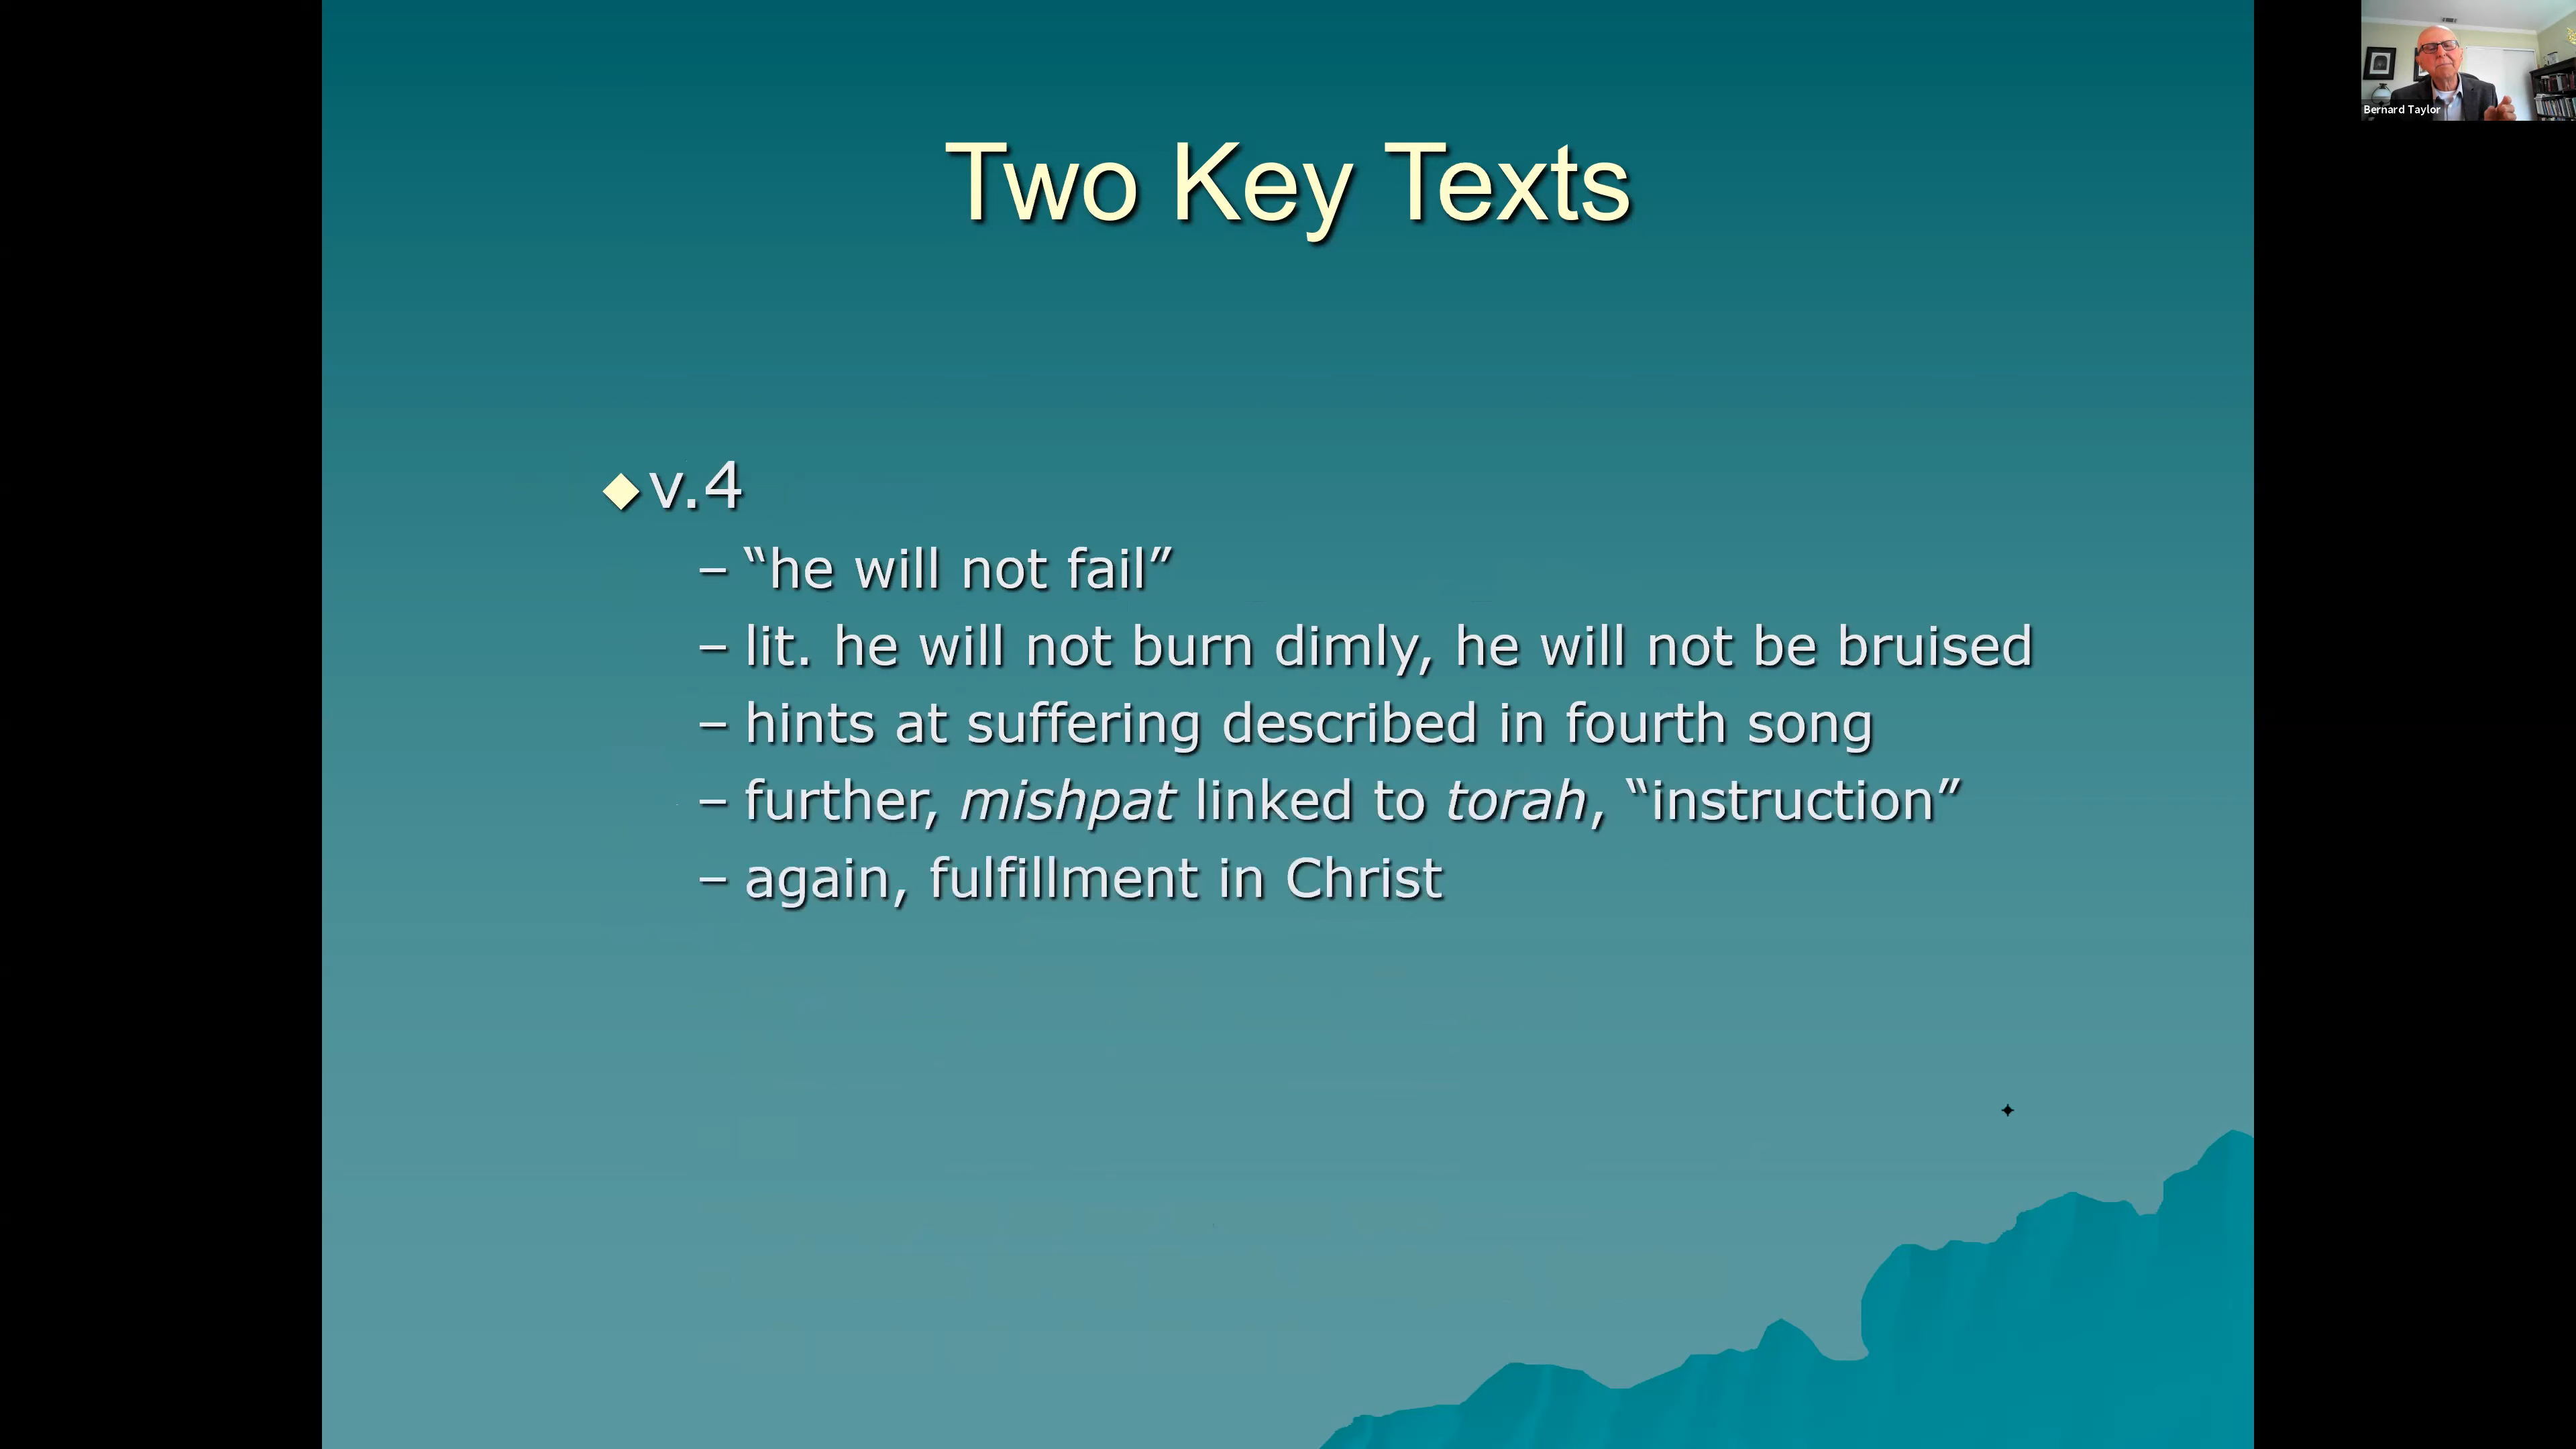 Two Key Texts
v.4
– “he will not fail”
– lit. he will not burn dimly, he will not be bruised
– hints at suffering described in fourth song
– further, mishpat linked to torah, “instruction”
– again, fulfillment in Christ
Bernard Taylor